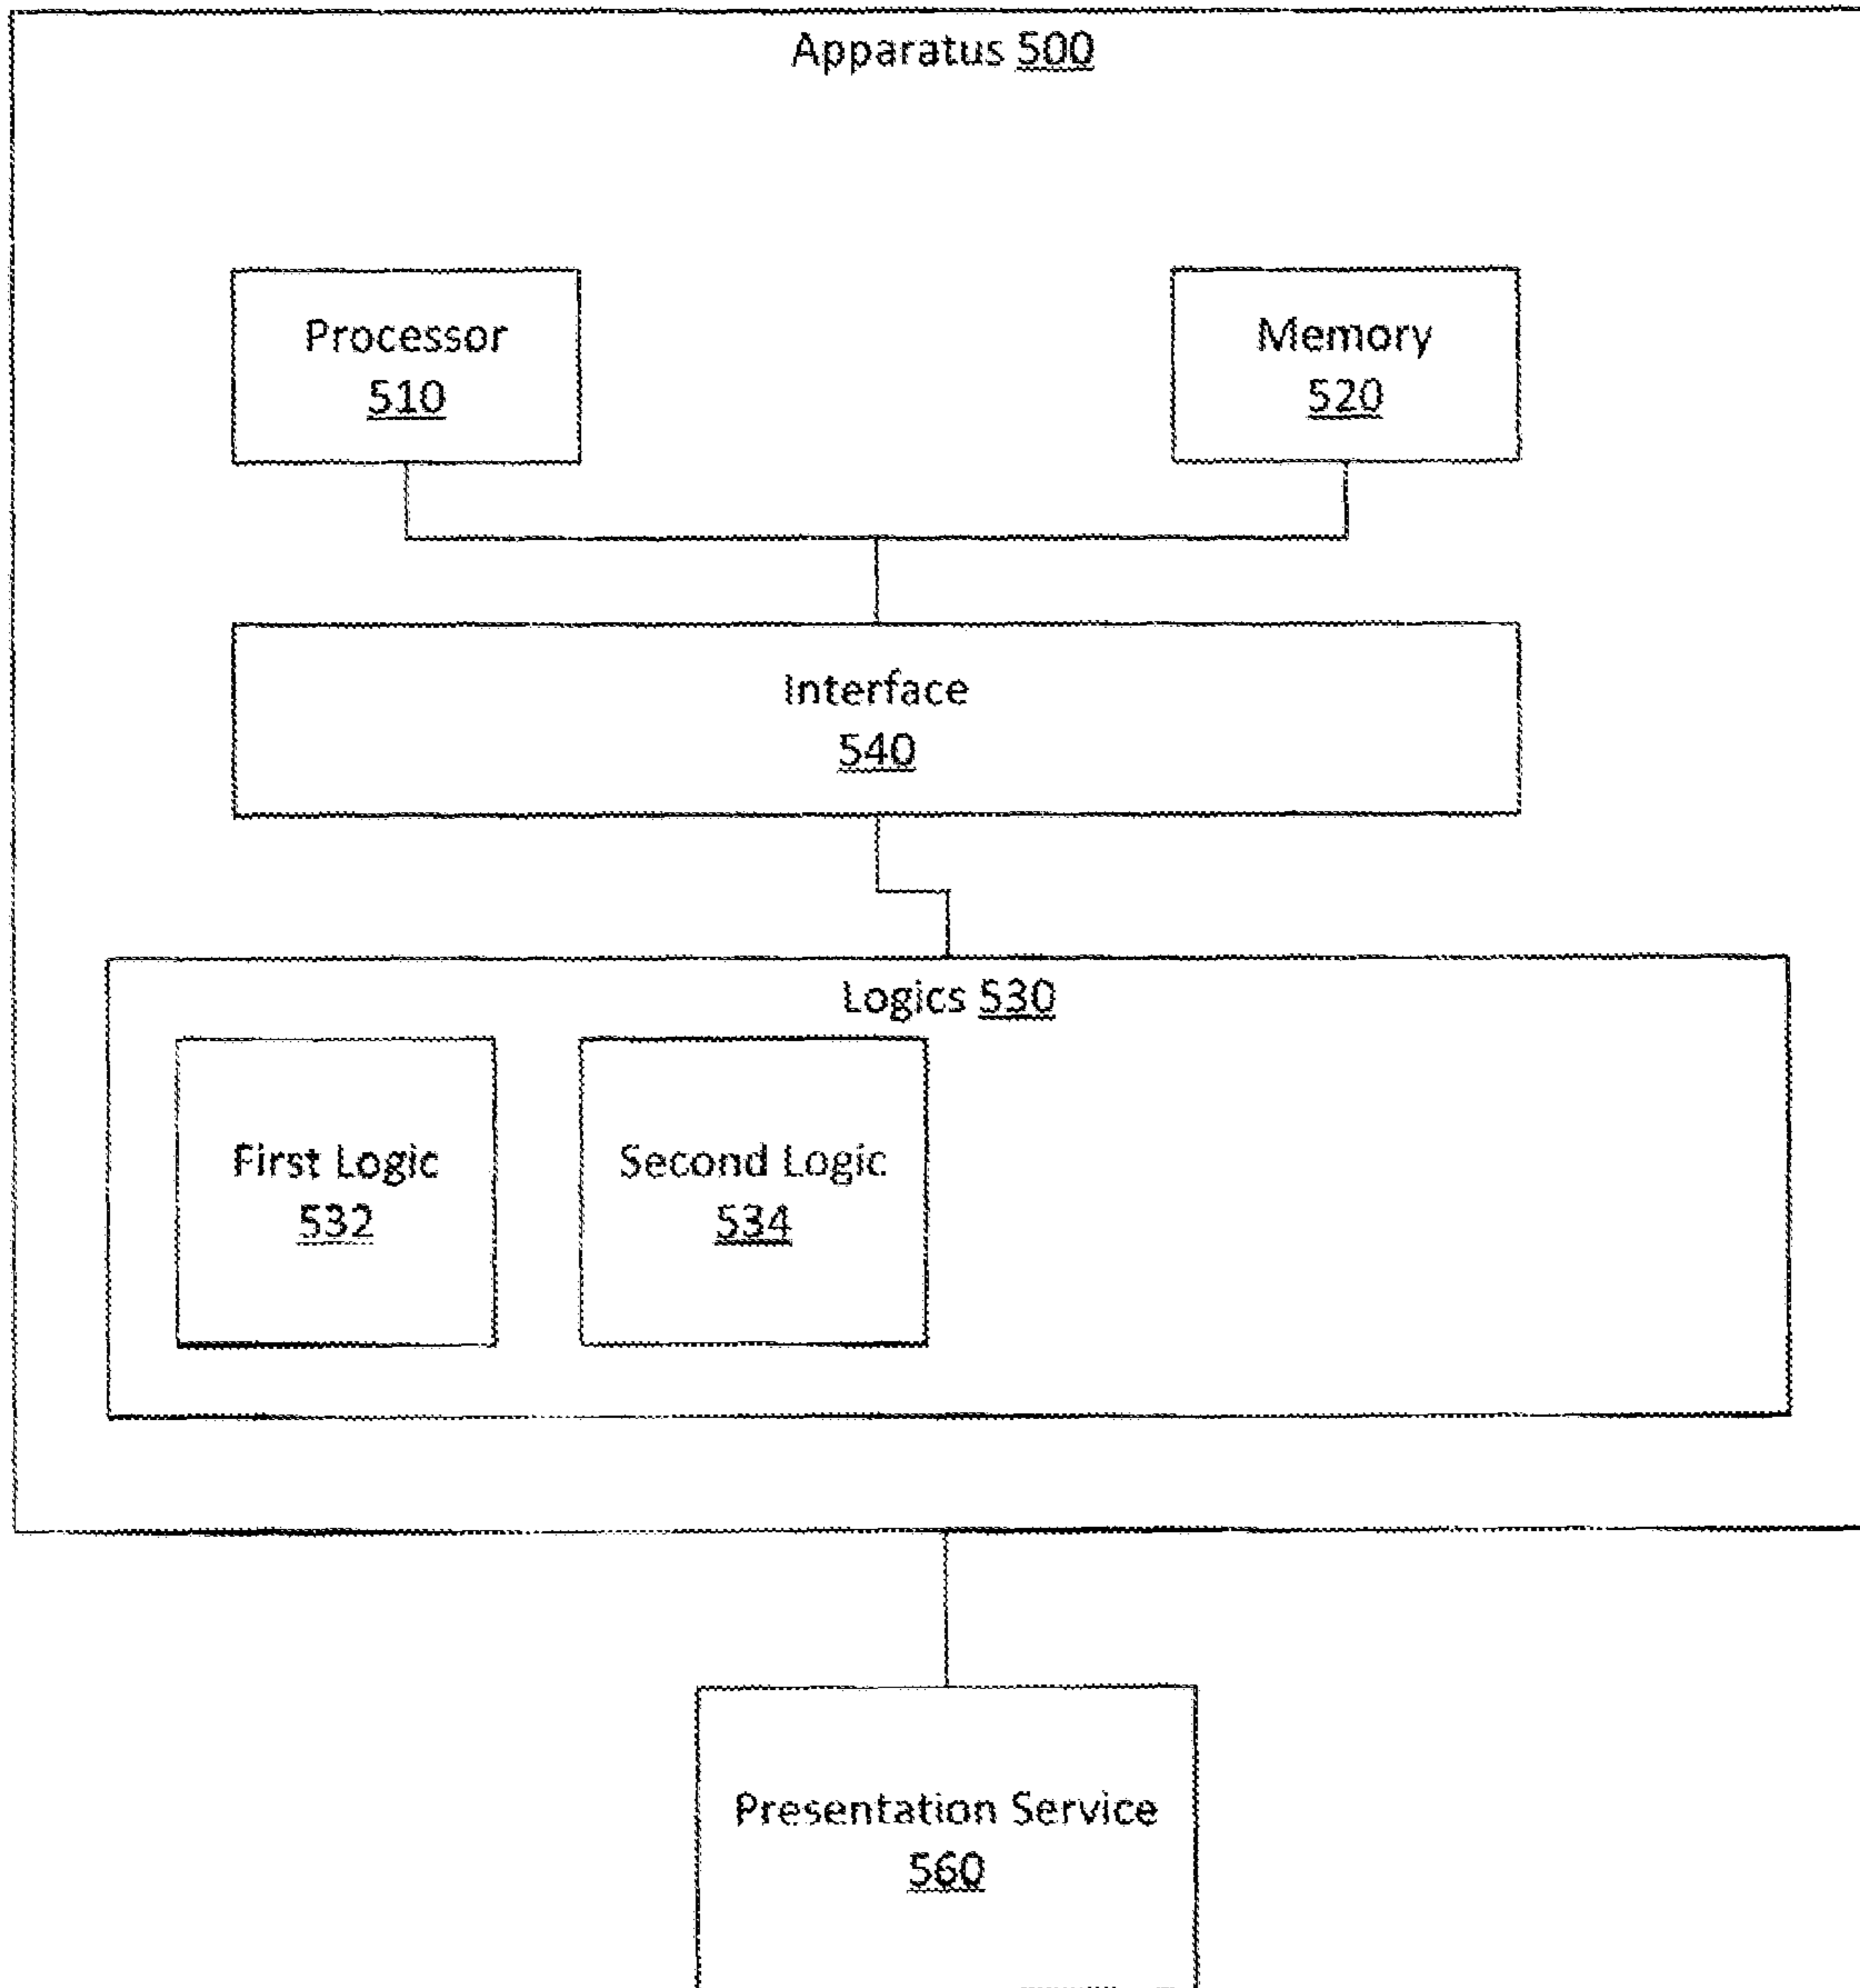 Apparatus 500
Processor
510
Memory
520
Interface
540
Logics 530
First Logic
532
Second Logic
534
Presentation Service
560